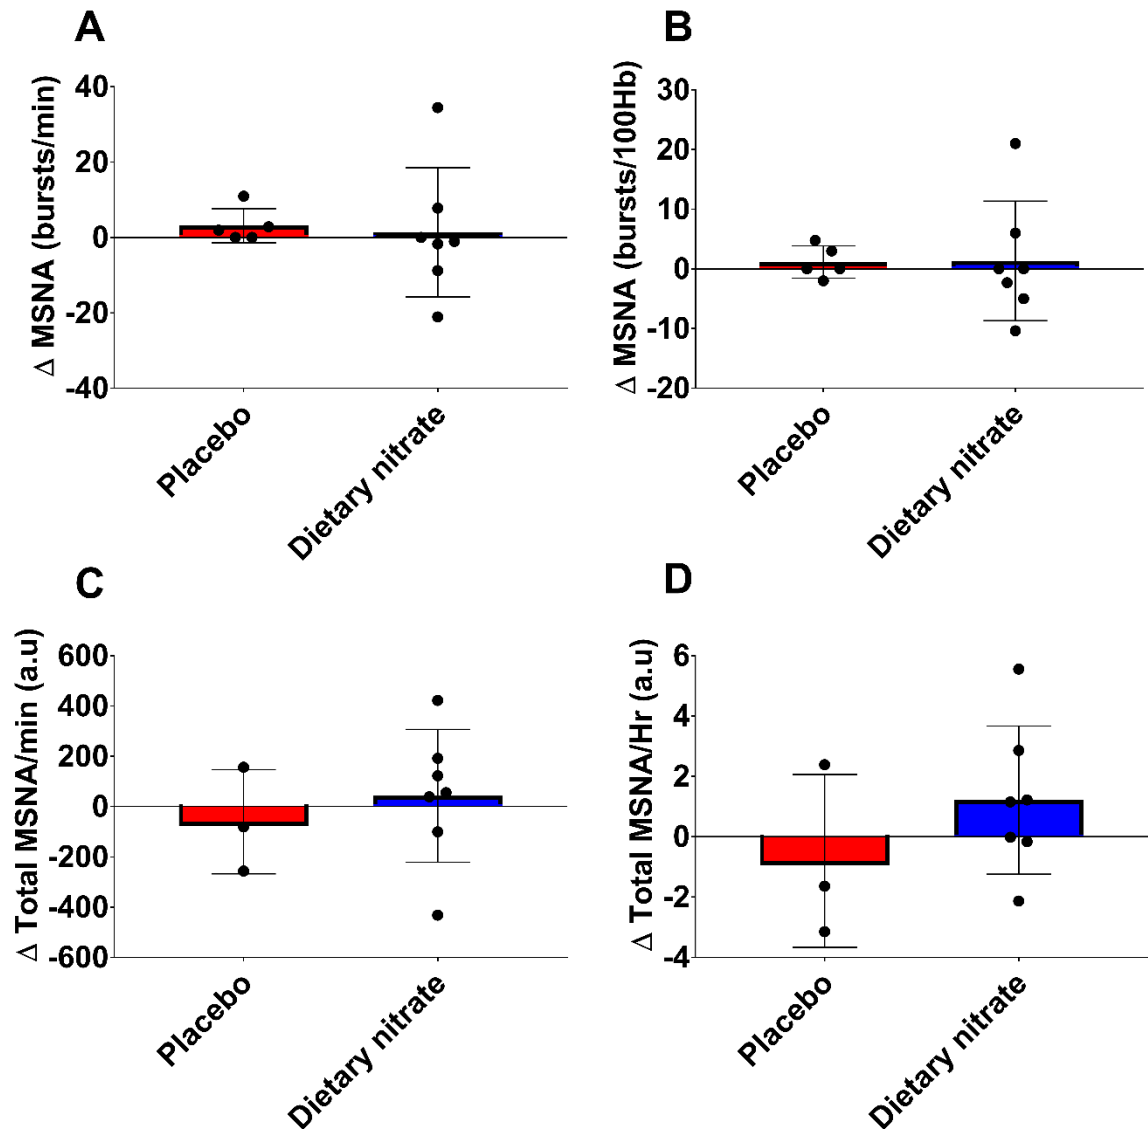 A
Δ MSNA (bursts/min)
40
20
0
-20
-40
Placebo
Dietary nitrate
B
Δ MSNA (bursts/100Hb)
30
20
10
0
-10
-20
Placebo
Dietary nitrate
C
Δ Total MSNA/min (a.u)
600
400
200
0
-200
-400
-600
Placebo
Dietary nitrate
D
Δ Total MSNA/Hr (a.u)
6
4
2
0
-2
-4
Placebo
Dietary nitrate